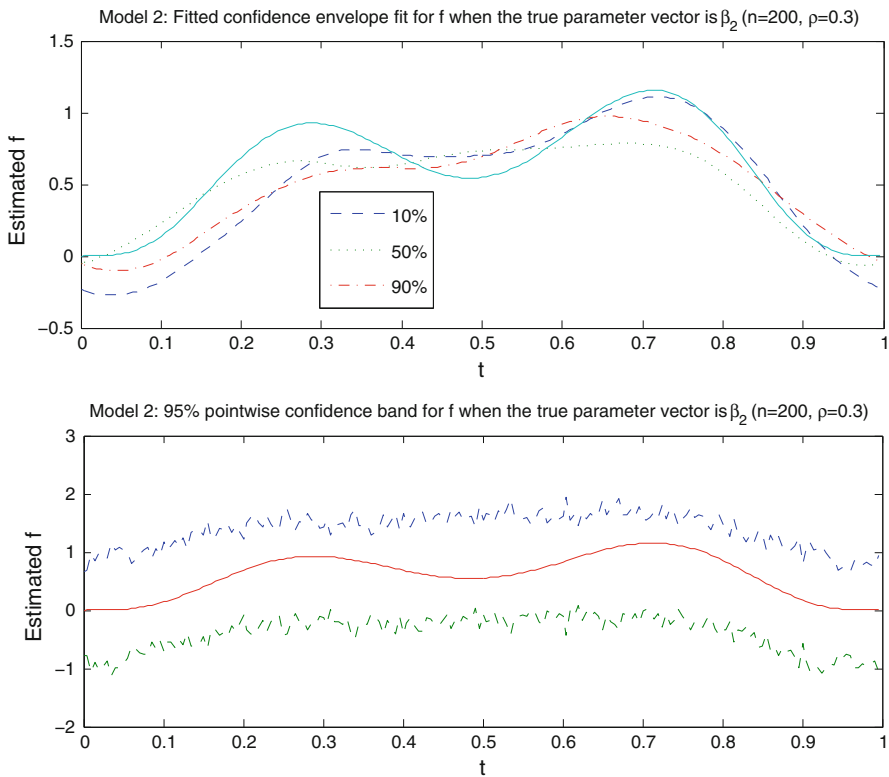 Model 2: Fitted confidence envelope fit for f when the true parameter vector is β2 (n=200, ρ=0.3)
1.5
1
0.5
0
−0.5
Estimated f
10%
50%
90%
0 0.1 0.2 0.3 0.4 0.5 0.6 0.7 0.8 0.9 1
t
Model 2: 95% pointwise confidence band for f when the true parameter vector is β2 (n=200, ρ=0.3)
3
2
1
0
−1
−2
Estimated f
0 0.1 0.2 0.3 0.4 0.5 0.6 0.7 0.8 0.9 1
t